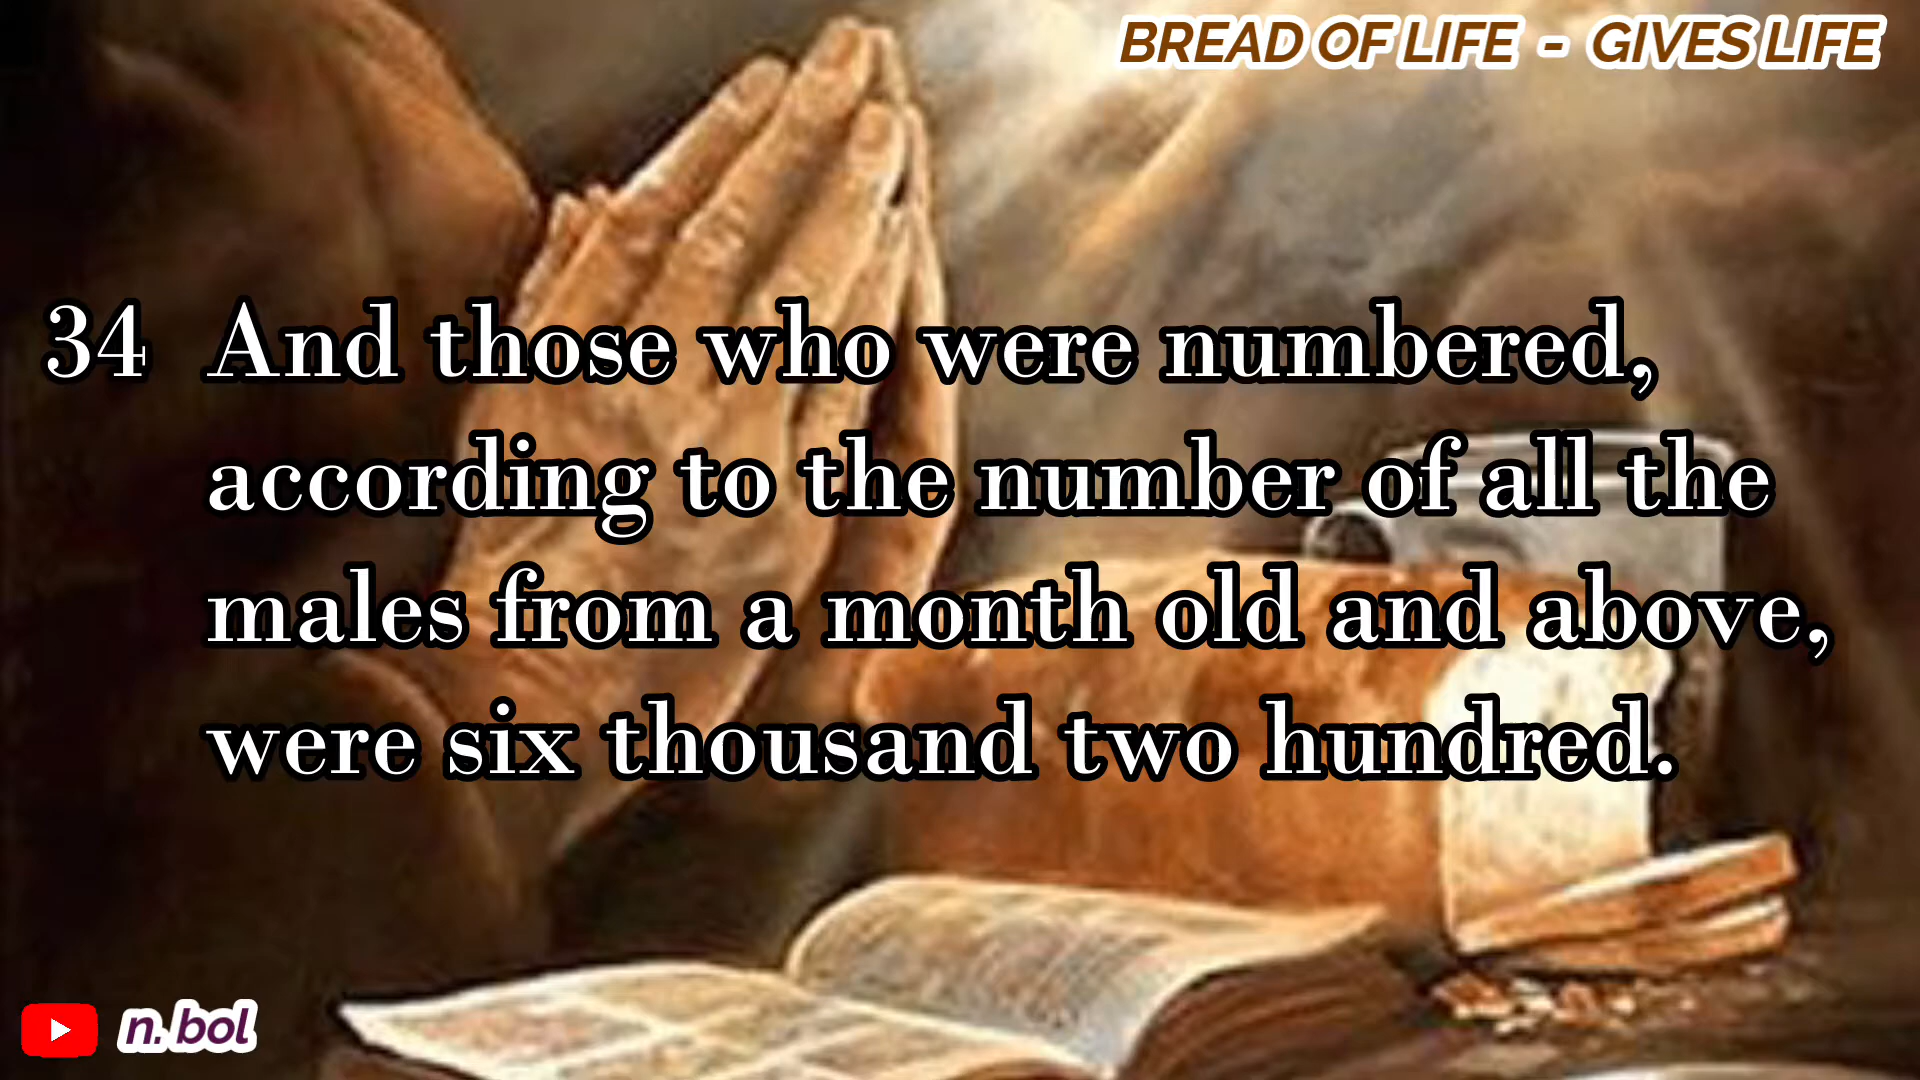 BREAD OF LIFE - GIVES LIFE
34 And those who were numbered,
according to the number of all the
males from a month old and above,
were six thousand two hundred.
n. bol